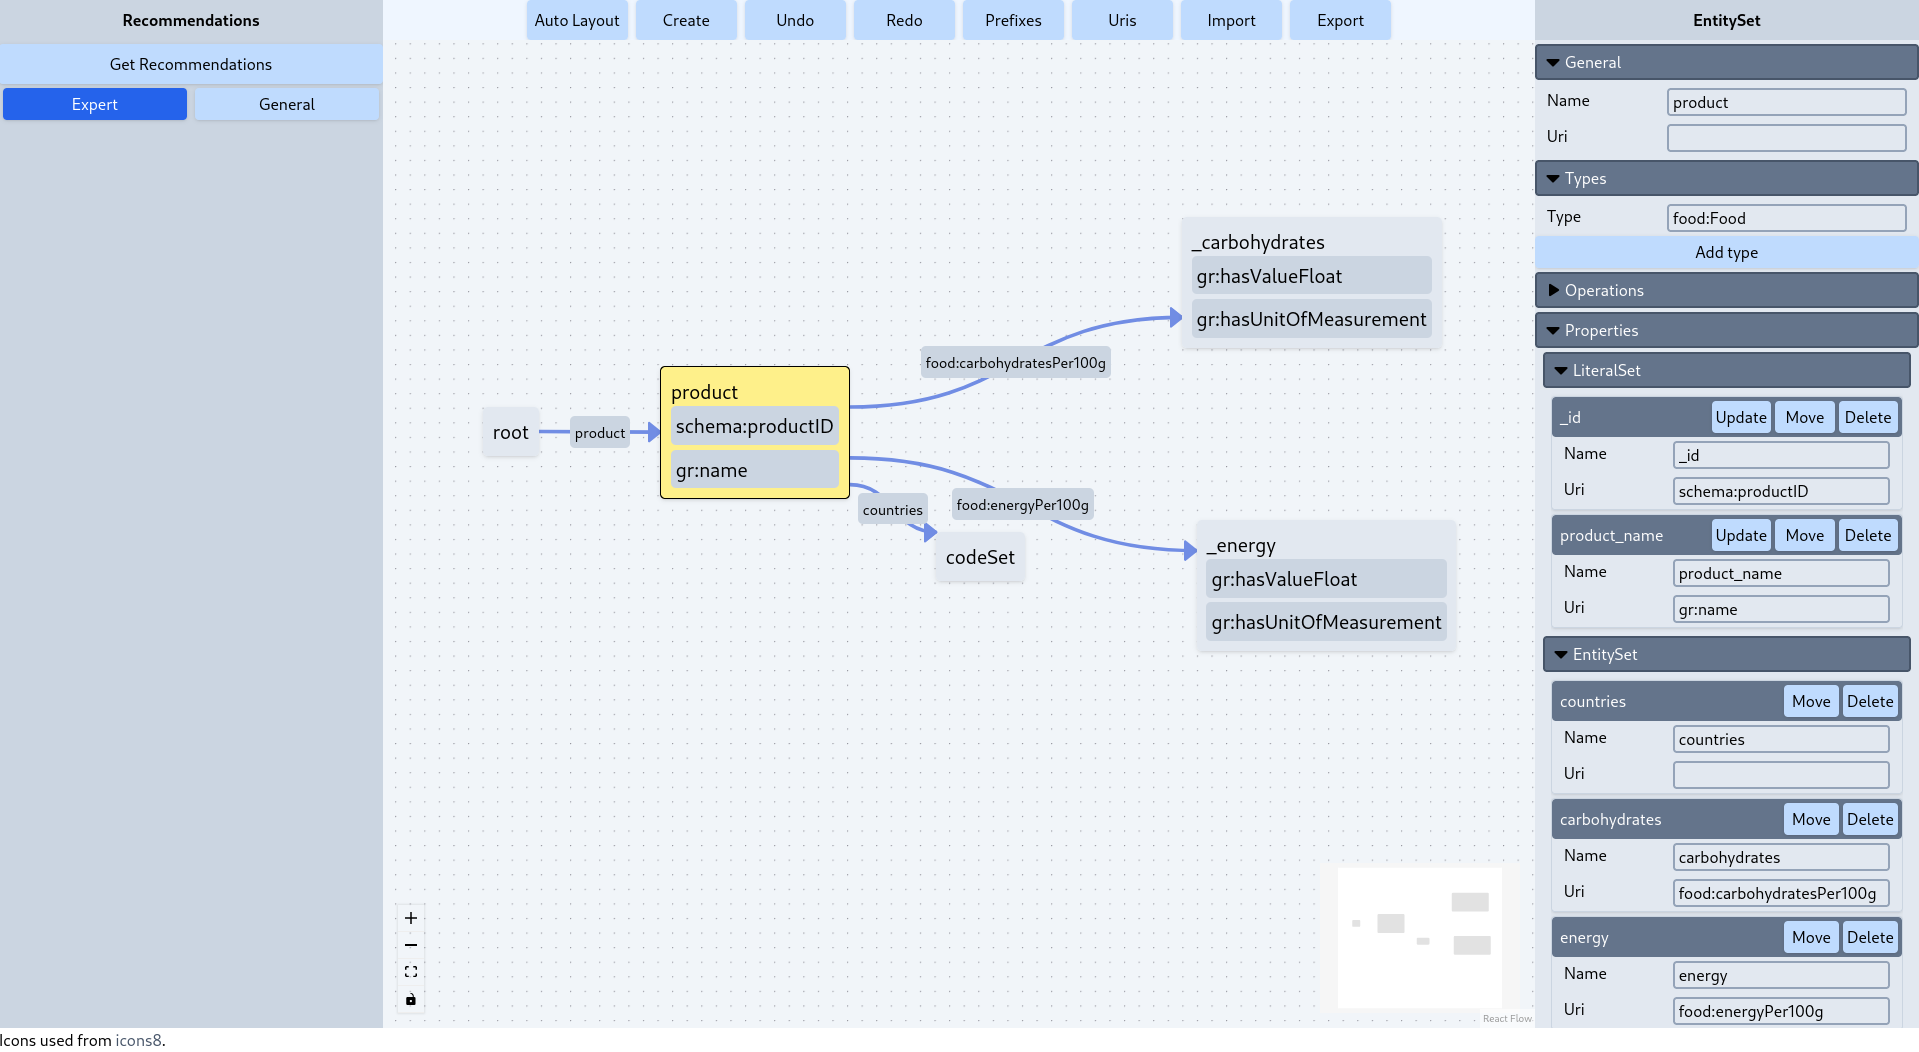 Recommendations
Get Recommendations
Expert
General
Auto Layout
Create
Undo
Redo
Prefixes
Uris
Import
Export
root
product
product
schema:productID
gr:name
food:carbohydratesPer100g
_carbohydrates
gr:hasValueFloat
gr:hasUnitOfMeasurement
countries
codeSet
food:energyPer100g
_energy
gr:hasValueFloat
gr:hasUnitOfMeasurement
React Flow
EntitySet
General
Name
product
Uri
Types
Type
food:Food
Add type
Operations
Properties
LiteralSet
_id
Update
Move
Delete
Name
_id
Uri
schema:productID
product_name
Update
Move
Delete
Name
product_name
Uri
gr:name
EntitySet
countries
Move
Delete
Name
countries
Uri
carbohydrates
Move
Delete
Name
carbohydrates
Uri
food:carbohydratesPer100g
energy
Move
Delete
Name
energy
Uri
food:energyPer100g
Icons used from icons8.